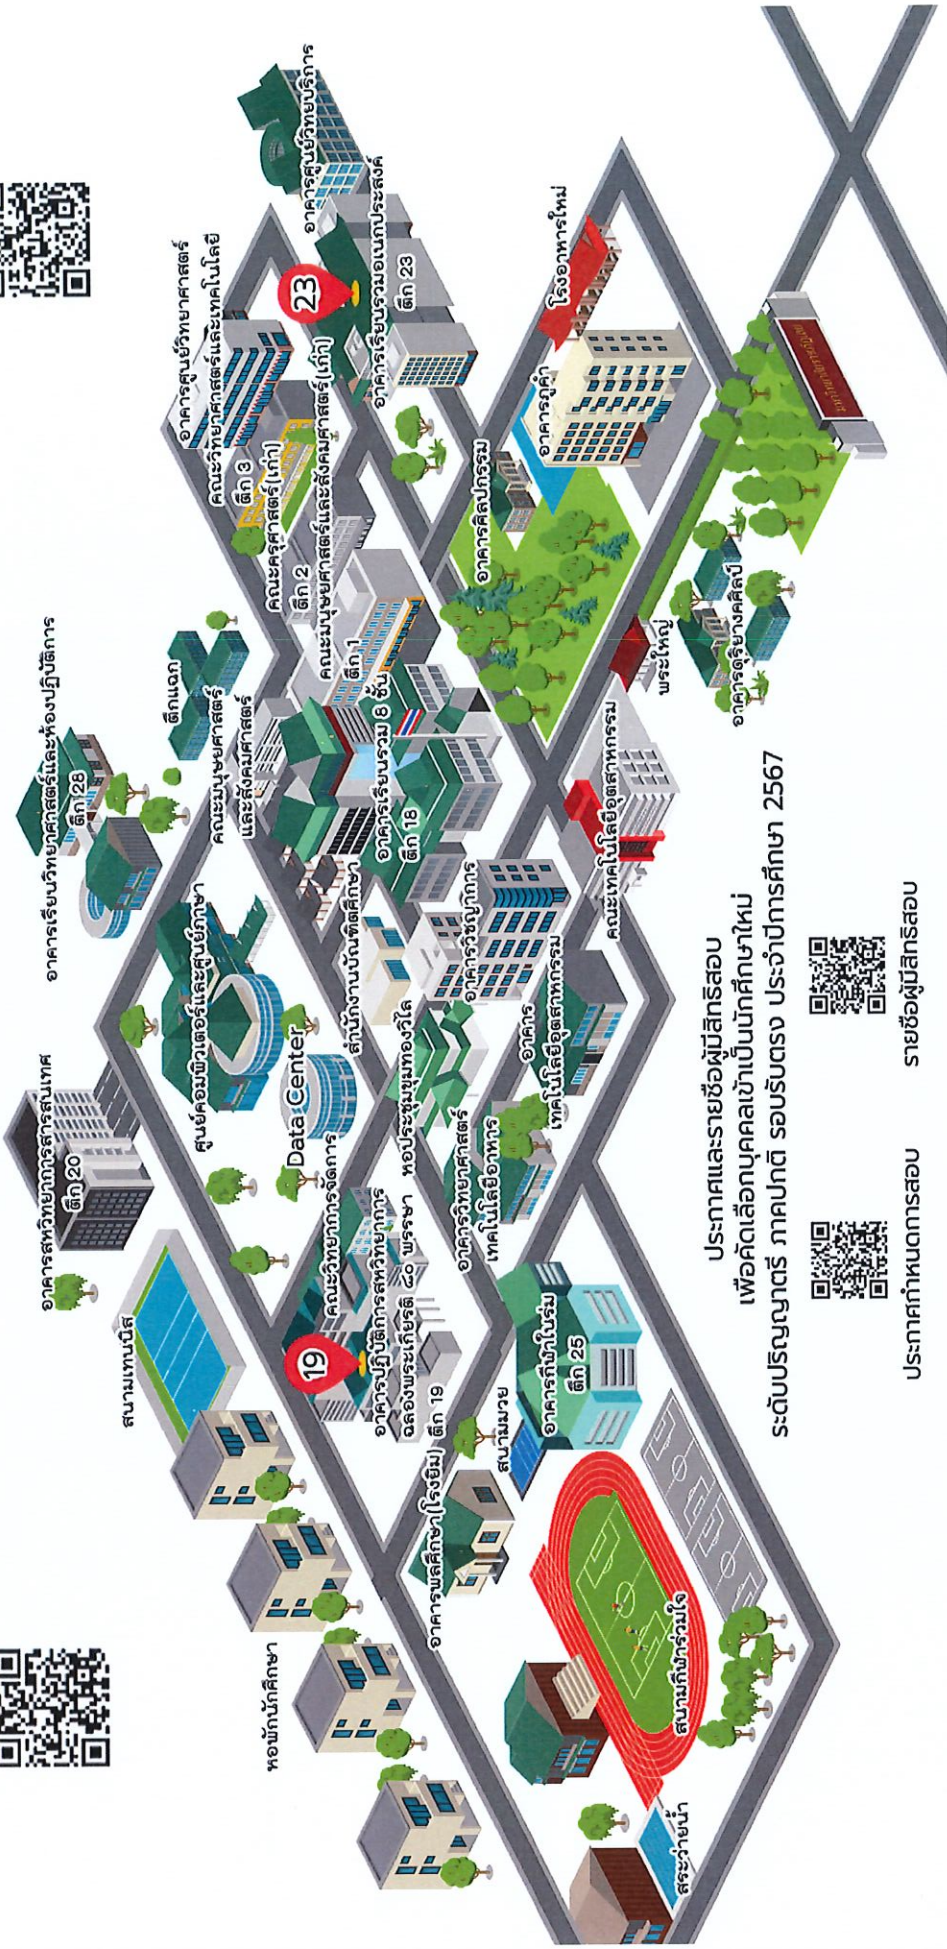 อาคารศูนย์วิทยบริการ
อาคารศูนย์วิทยาศาสตร์
คณะวิทยาศาสตร์และเทคโนโลยี
ตึก 3
23
อาคารเรียนรวมอเนกประสงค์
ตึก 23
คณะครุศาสตร์(เก่า)
ตึก 2
คณะมนุษยศาสตร์และสังคมศาสตร์(เก่า)
ตึก 1
อาคารเรียนวิทยาศาสตร์และห้องปฏิบัติการ
ตึก 28
ตึกแฉก
คณะมนุษยศาสตร์
และสังคมศาสตร์
อาคารเรียนรวม 8 ชั้น
ตึก 18
โรงอาหารใหม่
อาคารภูคำ
อาคารศิลปกรรม
พระใหญ่
อาคารดุริยางคศิลป์
อาคารสหวิทยาการสารสนเทศ
ตึก 20
ศูนย์คอมพิวเตอร์และศูนย์ภาษา
Data Center
สำนักงานบัณฑิตศึกษา
อาคารวิชญาการ
คณะเทคโนโลยีอุตสาหกรรม
หอประชุมขุมทองวิไล
อาคาร
เทคโนโลยีอุตสาหกรรม
อาคารวิทยาศาสตร์
เทคโนโลยีอาหาร
สนามเทนนิส
คณะวิทยาการจัดการ
19
อาคารปฏิบัติการสหวิทยาการ
ฉลองพระเกียรติ ๘๐ พรรษา
ตึก 19
อาคารพลศึกษา(โรงยิม)
สนามมวย
อาคารกีฬาในร่ม
ตึก 25
หอพักนักศึกษา
สนามกีฬาร่วมใจ
สระว่ายน้ำ
ประกาศและรายชื่อผู้มีสิทธิสอบ
เพื่อคัดเลือกบุคคลเข้าเป็นนักศึกษาใหม่
ระดับปริญญาตรี ภาคปกติ รอบรับตรง ประจำปีการศึกษา 2567
ประกาศกำหนดการสอบ
รายชื่อผู้มีสิทธิสอบ